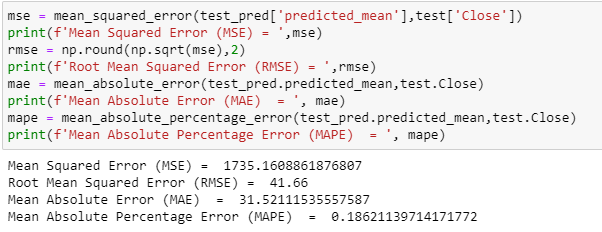 mse = mean_squared_error(test_pred['predicted_mean'],test['Close'])
print(f'Mean Squared Error (MSE) = ',mse)
rmse = np.round(np.sqrt(mse),2)
print(f'Root Mean Squared Error (RMSE) = ',rmse)
mae = mean_absolute_error(test_pred.predicted_mean,test.Close)
print(f'Mean Absolute Error (MAE)  = ', mae)
mape = mean_absolute_percentage_error(test_pred.predicted_mean,test.Close)
print(f'Mean Absolute Percentage Error (MAPE)  = ', mape)
Mean Squared Error (MSE) =  1735.1608861876807
Root Mean Squared Error (RMSE) =  41.66
Mean Absolute Error (MAE)  =  31.52111535557587
Mean Absolute Percentage Error (MAPE)  =  0.18621139714171772